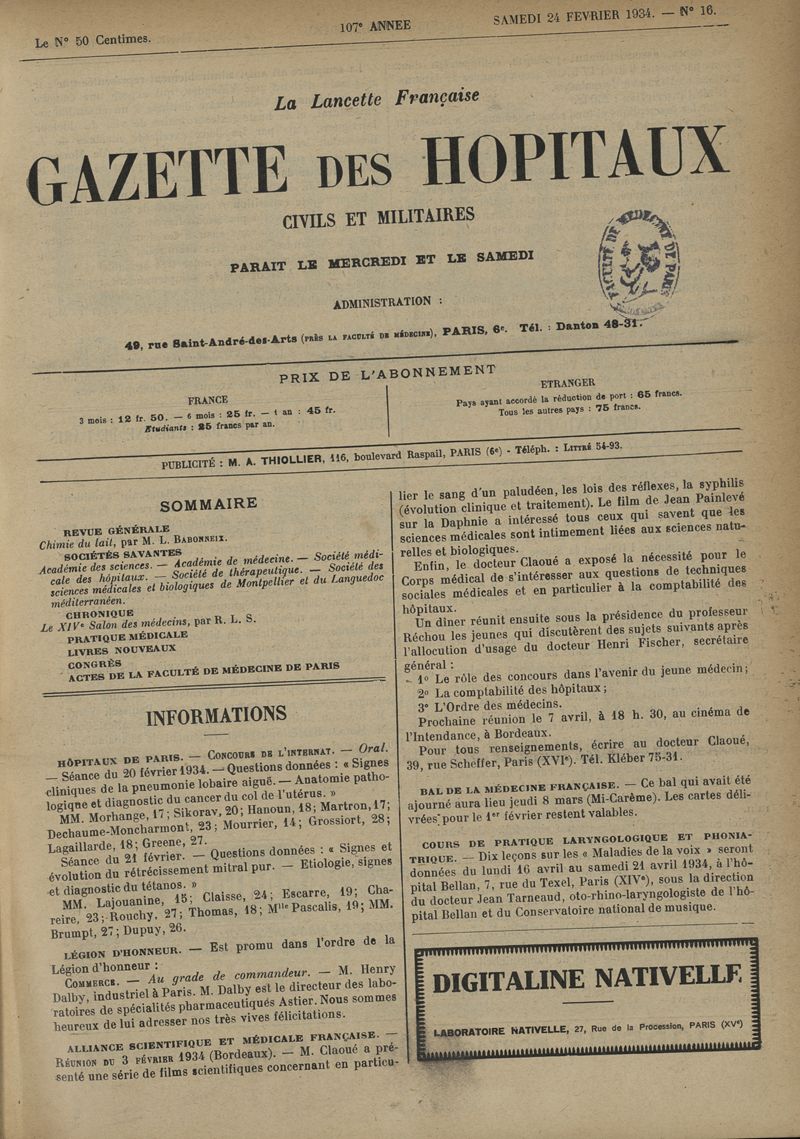 Le N° 50 Centimes.
107e ANNEE
SAMEDI 24 FEVRIER 1934. — N° 16.
La Lancette Française
GAZETTE DES HOPITAUX
CIVILS ET MILITAIRES
PARAIT LE MERCREDI ET LE SAMEDI
FACULTÉ DE MÉDECINE DE PARIS
ADMINISTRATION :
49, rue Saint-André-des-Arts (PRÈS LA FACULTÉ DE MÉDECINE), PARIS, 6e. Tél. : Danton 48-31.
PRIX DE L'ABONNEMENT
FRANCE
3 mois : 12 fr. 50. — 6 mois : 25 fr. — 1 an : 45 fr.
Etudiants : 25 francs par an.
ETRANGER
Pays ayant accordé la réduction de port : 65 francs.
Tous les autres pays : 75 francs.
PUBLICITÉ : M. A. THIOLLIER, 116, boulevard Raspail, PARIS (6e) - Téléph. : LITTRÉ 54-93.
SOMMAIRE
REVUE GÉNÉRALE
Chimie du lait, par M. L. BABONNEIX.
SOCIÉTÉS SAVANTES
Académie des sciences. — Académie de médecine. — Société médi-
cale des hôpitaux. — Société de thérapeutique. — Société des
sciences médicales et biologiques de Montpellier et du Languedoc
méditerranéen.
CHRONIQUE
Le XIVe Salon des médecins, par R. L. S.
PRATIQUE MÉDICALE
LIVRES NOUVEAUX
CONGRÈS
ACTES DE LA FACULTÉ DE MÉDECINE DE PARIS
INFORMATIONS
HÔPITAUX DE PARIS. — CONCOURS DE L'INTERNAT. — Oral.
— Séance du 20 février 1934. — Questions données : « Signes
cliniques de la pneumonie lobaire aiguë. — Anatomie patho-
logique et diagnostic du cancer du col de l'utérus. »
MM. Morhange, 17 ; Sikorav, 20 ; Hanoun, 18 ; Martron, 17 ;
Dechaume-Moncharmont, 23 ; Mourrier, 14 ; Grossiort, 28 ;
Lagaillarde, 18 ; Greene, 27.
Séance du 21 février. — Questions données : « Signes et
évolution du rétrécissement mitral pur. — Etiologie, signes
et diagnostic du tétanos. »
MM. Lajouanine, 15 ; Claisse, 24 ; Escarre, 19 ; Cha-
reire, 23 ; Rouchy, 27 ; Thomas, 18 ; Mlle Pascalis, 19 ; MM.
Brumpt, 27 ; Dupuy, 26.
LÉGION D'HONNEUR. — Est promu dans l'ordre de la
Légion d'honneur :
COMMERCE. — Au grade de commandeur. — M. Henry
Dalby, industriel à Paris. M. Dalby est le directeur des labo-
ratoires de spécialités pharmaceutiques Astier. Nous sommes
heureux de lui adresser nos très vives félicitations.
ALLIANCE SCIENTIFIQUE ET MÉDICALE FRANÇAISE. —
RÉUNION DU 3 FÉVRIER 1934 (Bordeaux). — M. Claoué a pré-
senté une série de films scientifiques concernant en particu-
lier le sang d'un paludéen, les lois des réflexes, la syphilis
(évolution clinique et traitement). Le film de Jean Painlevé
sur la Daphnie a intéressé tous ceux qui savent que les
sciences médicales sont intimement liées aux sciences natu-
relles et biologiques.
Enfin, le docteur Claoué a exposé la nécessité pour le
Corps médical de s'intéresser aux questions de techniques
sociales médicales et en particulier à la comptabilité des
hôpitaux.
Un dîner réunit ensuite sous la présidence du professeur
Réchou les jeunes qui discutèrent des sujets suivants après
l'allocution d'usage du docteur Henri Fischer, secrétaire
général :
1° Le rôle des concours dans l'avenir du jeune médecin ;
2° La comptabilité des hôpitaux ;
3° L'Ordre des médecins.
Prochaine réunion le 7 avril, à 18 h. 30, au cinéma de
l'Intendance, à Bordeaux.
Pour tous renseignements, écrire au docteur Claoué,
39, rue Scheffer, Paris (XVIe). Tél. Kléber 75-31.
BAL DE LA MÉDECINE FRANÇAISE. — Ce bal qui avait été
ajourné aura lieu jeudi 8 mars (Mi-Carême). Les cartes déli-
vrées pour le 1er février restent valables.
COURS DE PRATIQUE LARYNGOLOGIQUE ET PHONIA-
TRIQUE. — Dix leçons sur les « Maladies de la voix » seront
données du lundi 16 avril au samedi 21 avril 1934, à l'hô-
pital Bellan, 7, rue du Texel, Paris (XIVe), sous la direction
du docteur Jean Tarneaud, oto-rhino-laryngologiste de l'hô-
pital Bellan et du Conservatoire national de musique.
DIGITALINE NATIVELLE
LABORATOIRE NATIVELLE, 27, Rue de la Procession, PARIS (XVe)